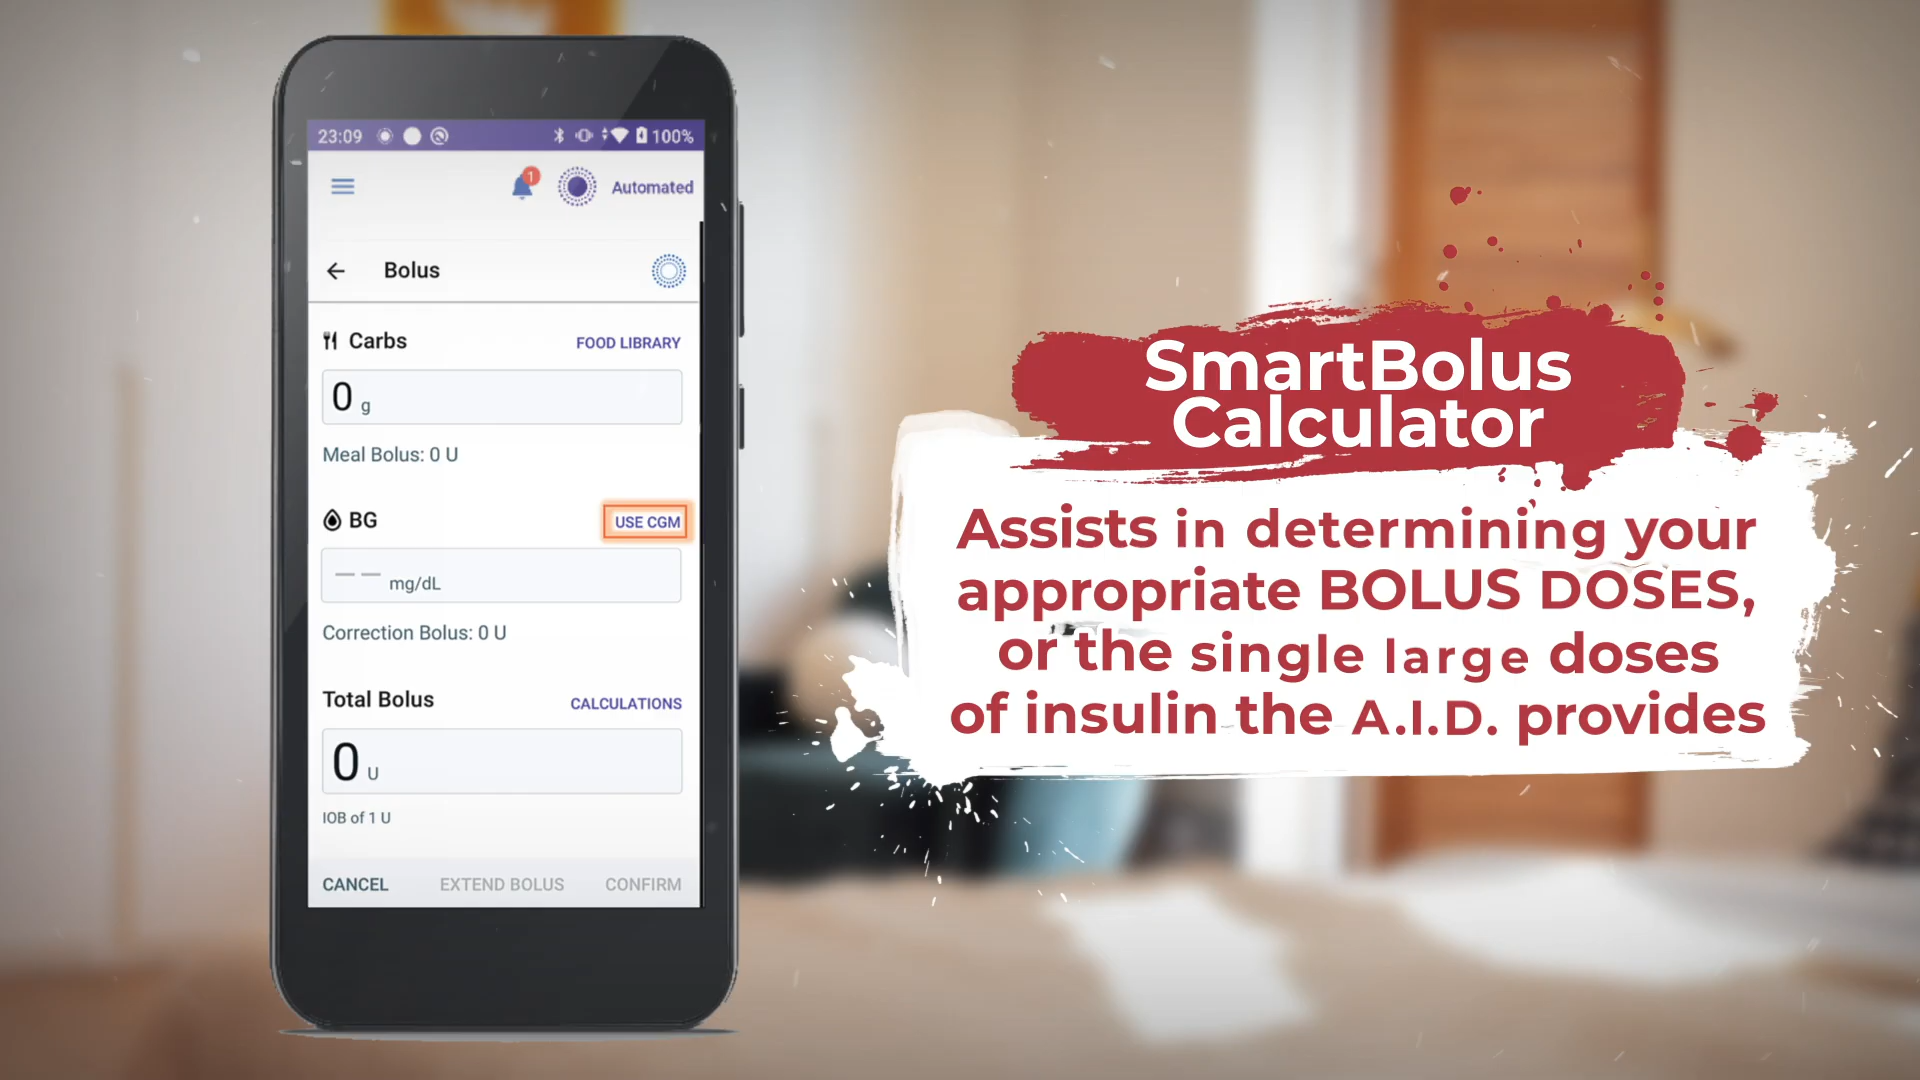 23:09
100%
1
Automated
Bolus
Carbs
FOOD LIBRARY
0 g
Meal Bolus: 0 U
BG
USE CGM
-- mg/dL
Correction Bolus: 0 U
Total Bolus
CALCULATIONS
0 U
IOB of 1 U
CANCEL
EXTEND BOLUS
CONFIRM
SmartBolus
Calculator
Assists in determining your
appropriate BOLUS DOSES,
or the single large doses
of insulin the A.I.D. provides